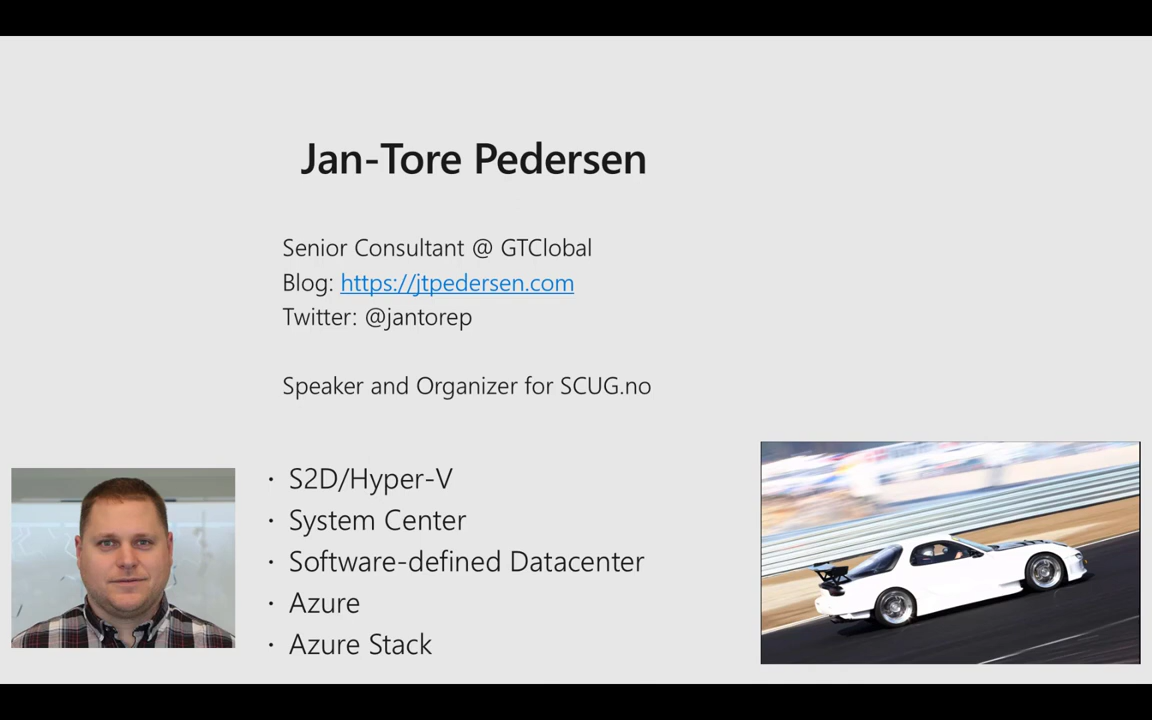 Jan-Tore Pedersen
Senior Consultant @ GTClobal
Blog: https://jtpedersen.com
Twitter: @jantorep
Speaker and Organizer for SCUG.no
· S2D/Hyper-V
· System Center
· Software-defined Datacenter
· Azure
· Azure Stack